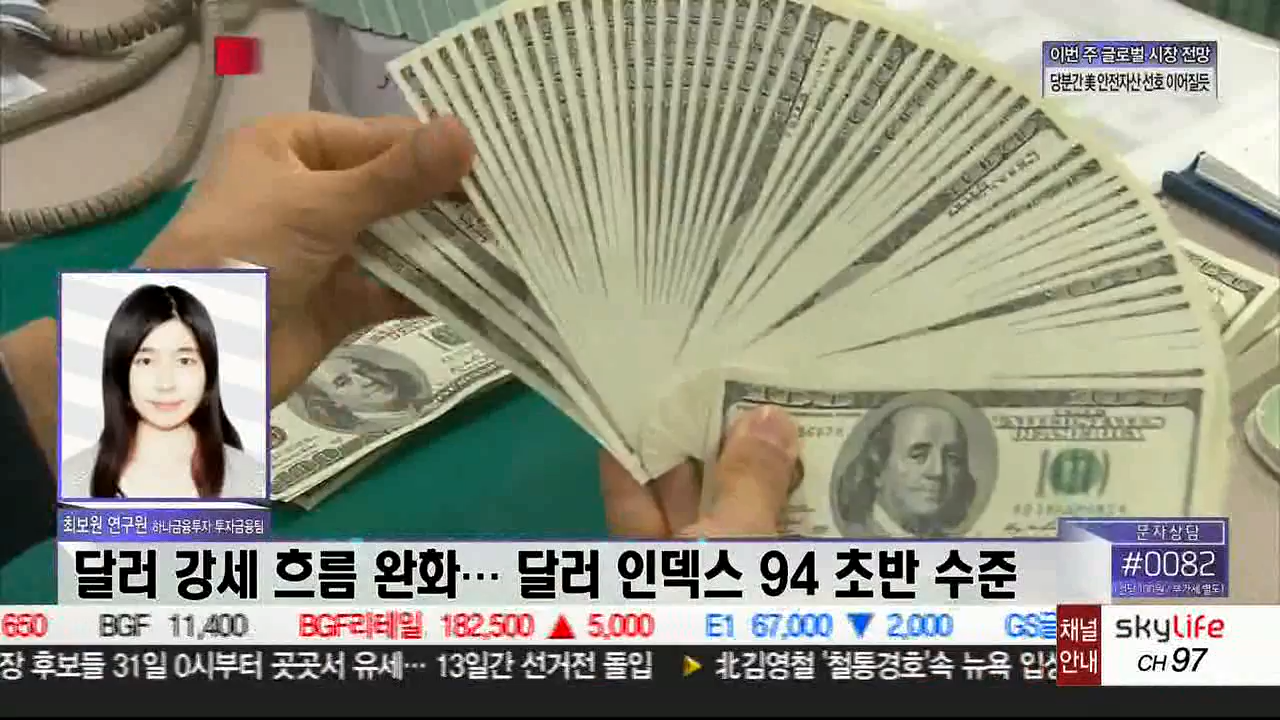 이번 주 글로벌 시장 전망
당분간 美 안전자산 선호 이어질듯
최보원 연구원 하나금융투자 투자금융팀
달러 강세 흐름 완화… 달러 인덱스 94 초반 수준
문자상담
#0082
650 BGF 11,400 BGF리테일 182,500 ▲ 5,000 E1 67,000 ▼ 2,000 GS글
채널안내
skylife
CH 97
장 후보들 31일 0시부터 곳곳서 유세… 13일간 선거전 돌입 ▶ 北김영철 '철통경호'속 뉴욕 입성